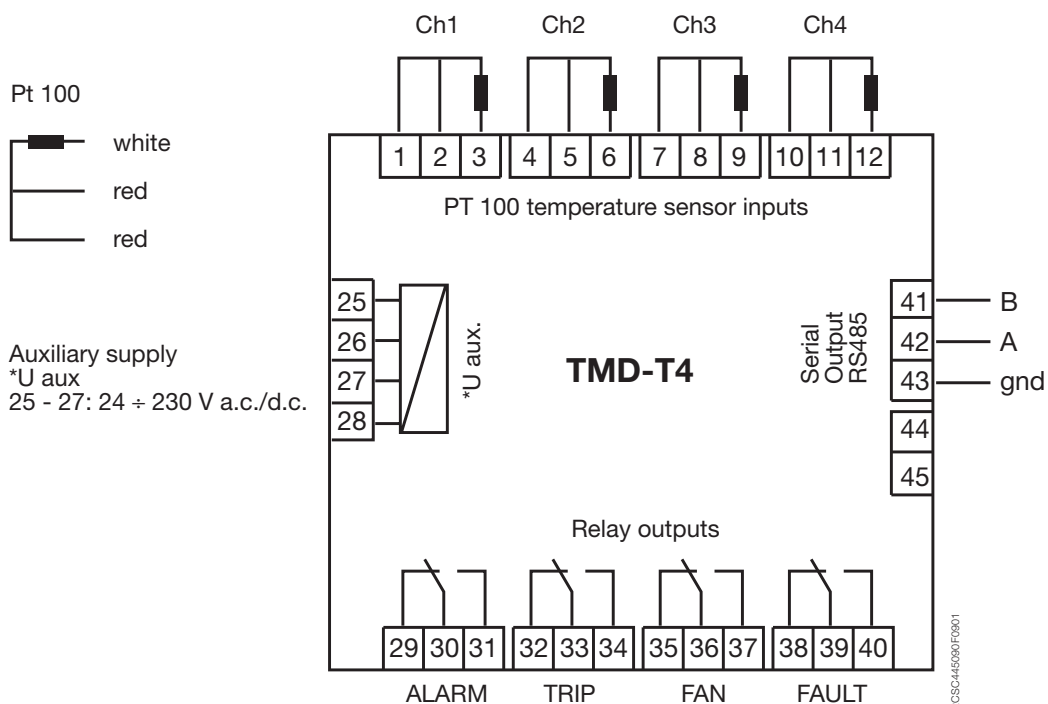 Ch1 Ch2 Ch3 Ch4
Pt 100
white
red
red
1 2 3 4 5 6 7 8 9 10 11 12
PT 100 temperature sensor inputs
Auxiliary supply
*U aux
25 - 27: 24 ÷ 230 V a.c./d.c.
25
26
27
28
*U aux.
TMD-T4
Serial
Output
RS485
41 B
42 A
43 gnd
44
45
Relay outputs
29 30 31 32 33 34 35 36 37 38 39 40
ALARM TRIP FAN FAULT
CSC445090F0901